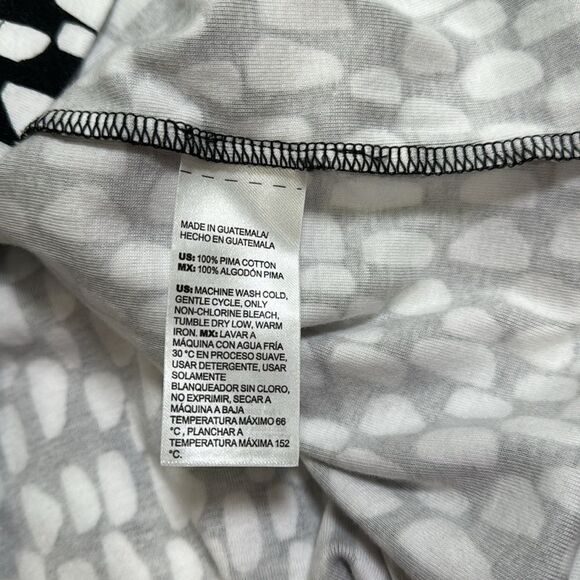 MADE IN GUATEMALA/
HECHO EN GUATEMALA
US: 100% PIMA COTTON
MX: 100% ALGODÓN PIMA
US: MACHINE WASH COLD,
GENTLE CYCLE, ONLY
NON-CHLORINE BLEACH,
TUMBLE DRY LOW, WARM
IRON. MX: LAVAR A
MÁQUINA CON AGUA FRÍA
30 °C EN PROCESO SUAVE,
USAR DETERGENTE, USAR
SOLAMENTE
BLANQUEADOR SIN CLORO,
NO EXPRIMIR, SECAR A
MÁQUINA A BAJA
TEMPERATURA MÁXIMO 66
°C , PLANCHAR A
TEMPERATURA MÁXIMA 152
°C.